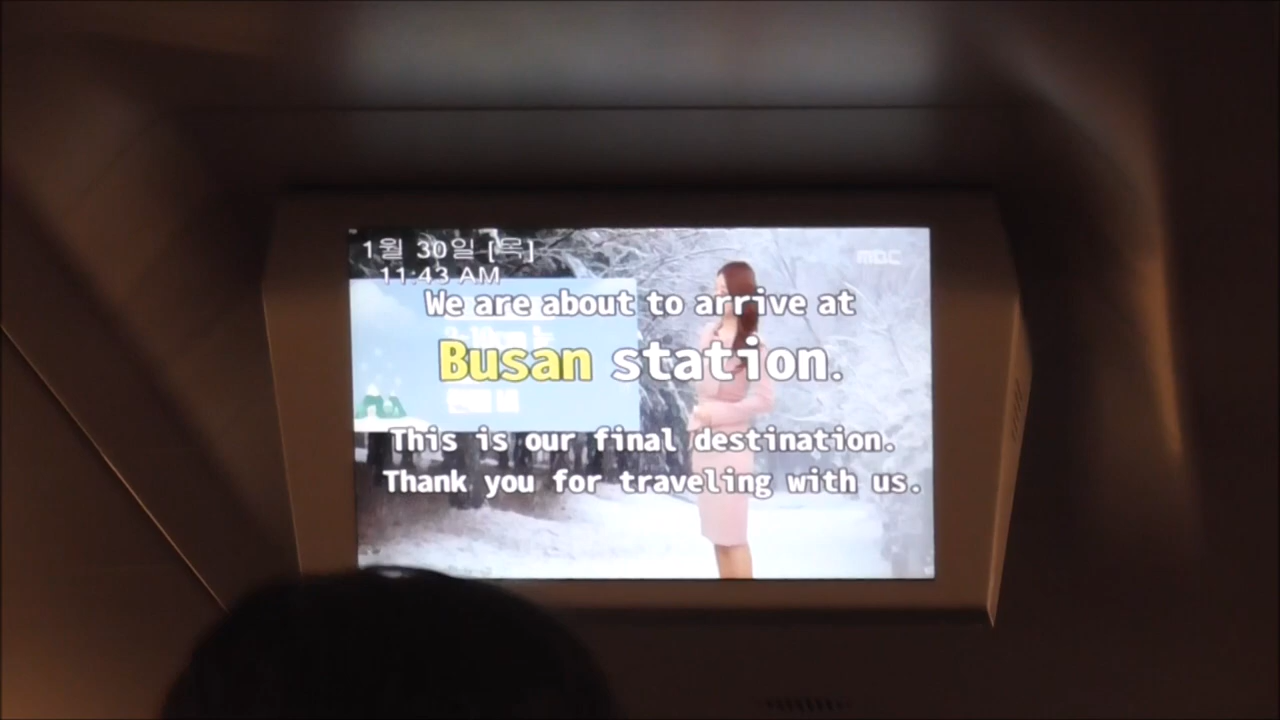 1월 30일 [목]
11:43 AM
MBC
We are about to arrive at
Busan station.
This is our final destination.
Thank you for traveling with us.